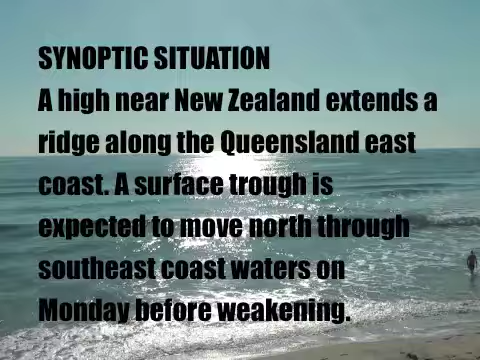 SYNOPTIC SITUATION
A high near New Zealand extends a
ridge along the Queensland east
coast. A surface trough is
expected to move north through
southeast coast waters on
Monday before weakening.